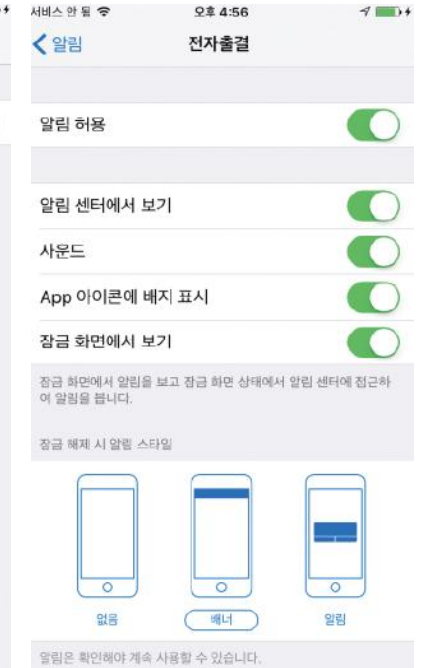 서비스 안 됨
오후 4:56
알림
전자출결
알림 허용
알림 센터에서 보기
사운드
App 아이콘에 배지 표시
잠금 화면에서 보기
잠금 화면에서 알림을 보고 잠금 화면 상태에서 알림 센터에 접근하
여 알림을 봅니다.
잠금 해제 시 알림 스타일
없음
배너
알림
알림은 확인해야 계속 사용할 수 있습니다.